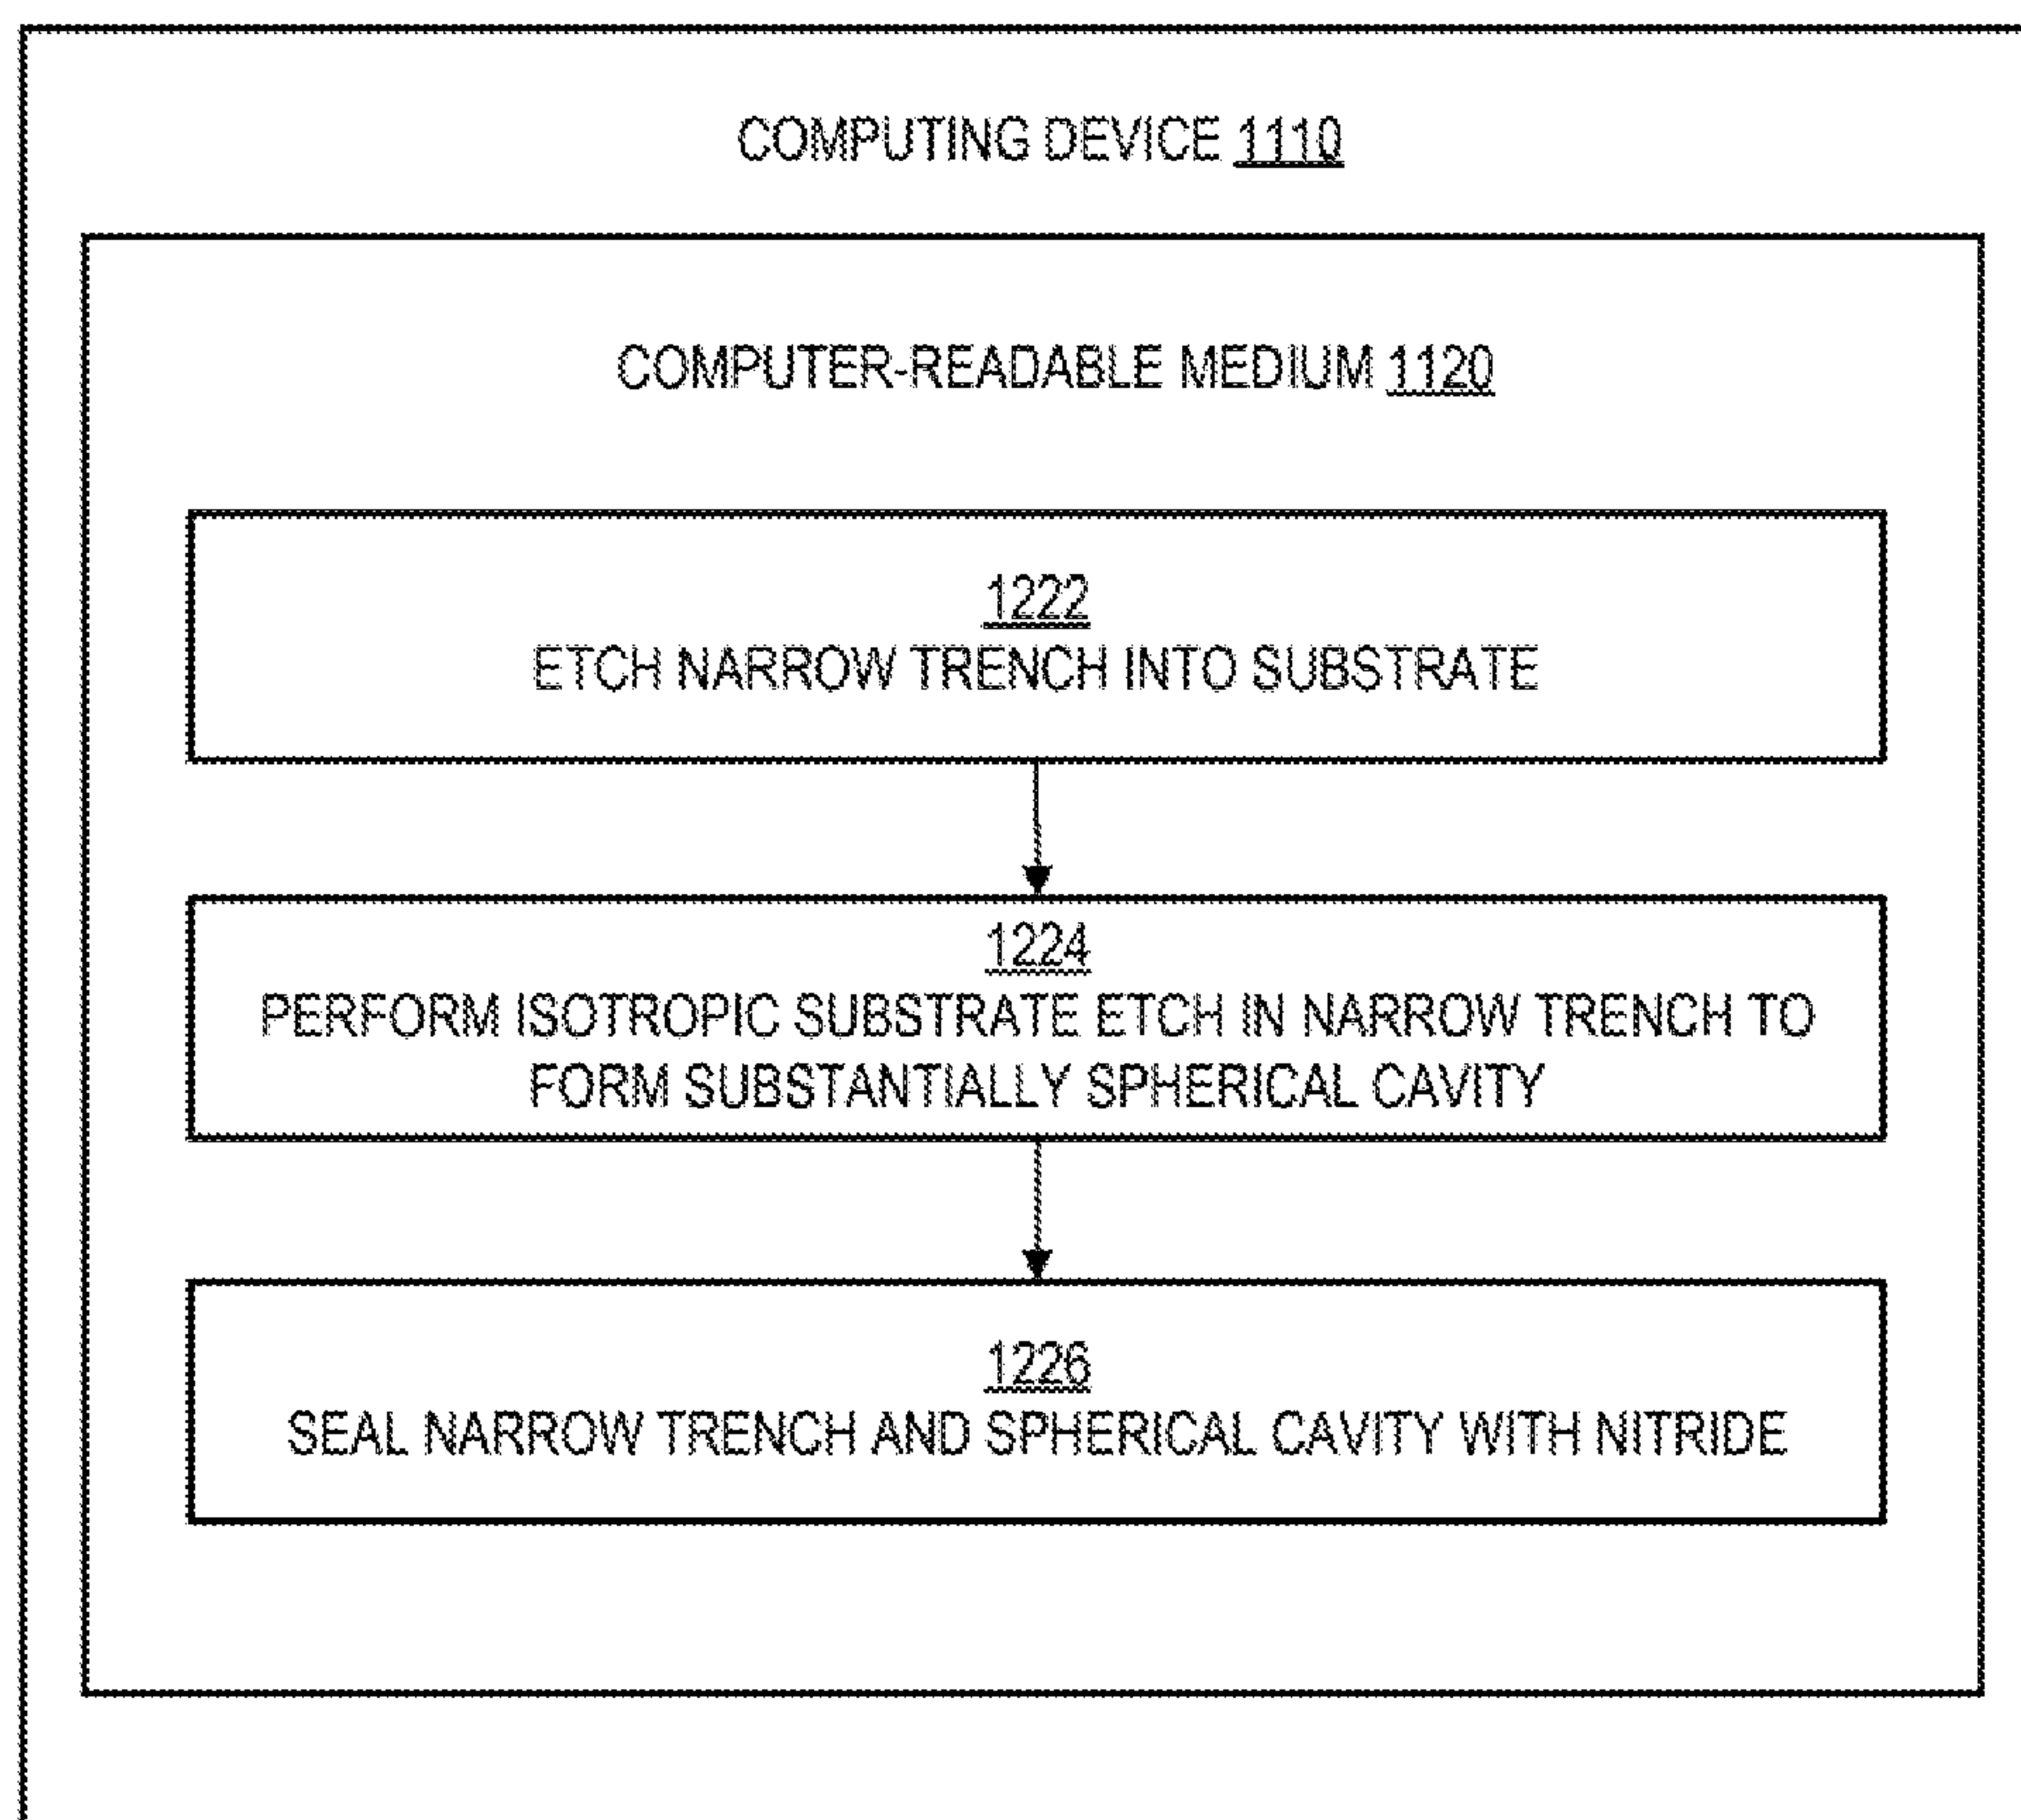 COMPUTING DEVICE 1110
COMPUTER-READABLE MEDIUM 1120
1222
ETCH NARROW TRENCH INTO SUBSTRATE
1224
PERFORM ISOTROPIC SUBSTRATE ETCH IN NARROW TRENCH TO
FORM SUBSTANTIALLY SPHERICAL CAVITY
1226
SEAL NARROW TRENCH AND SPHERICAL CAVITY WITH NITRIDE